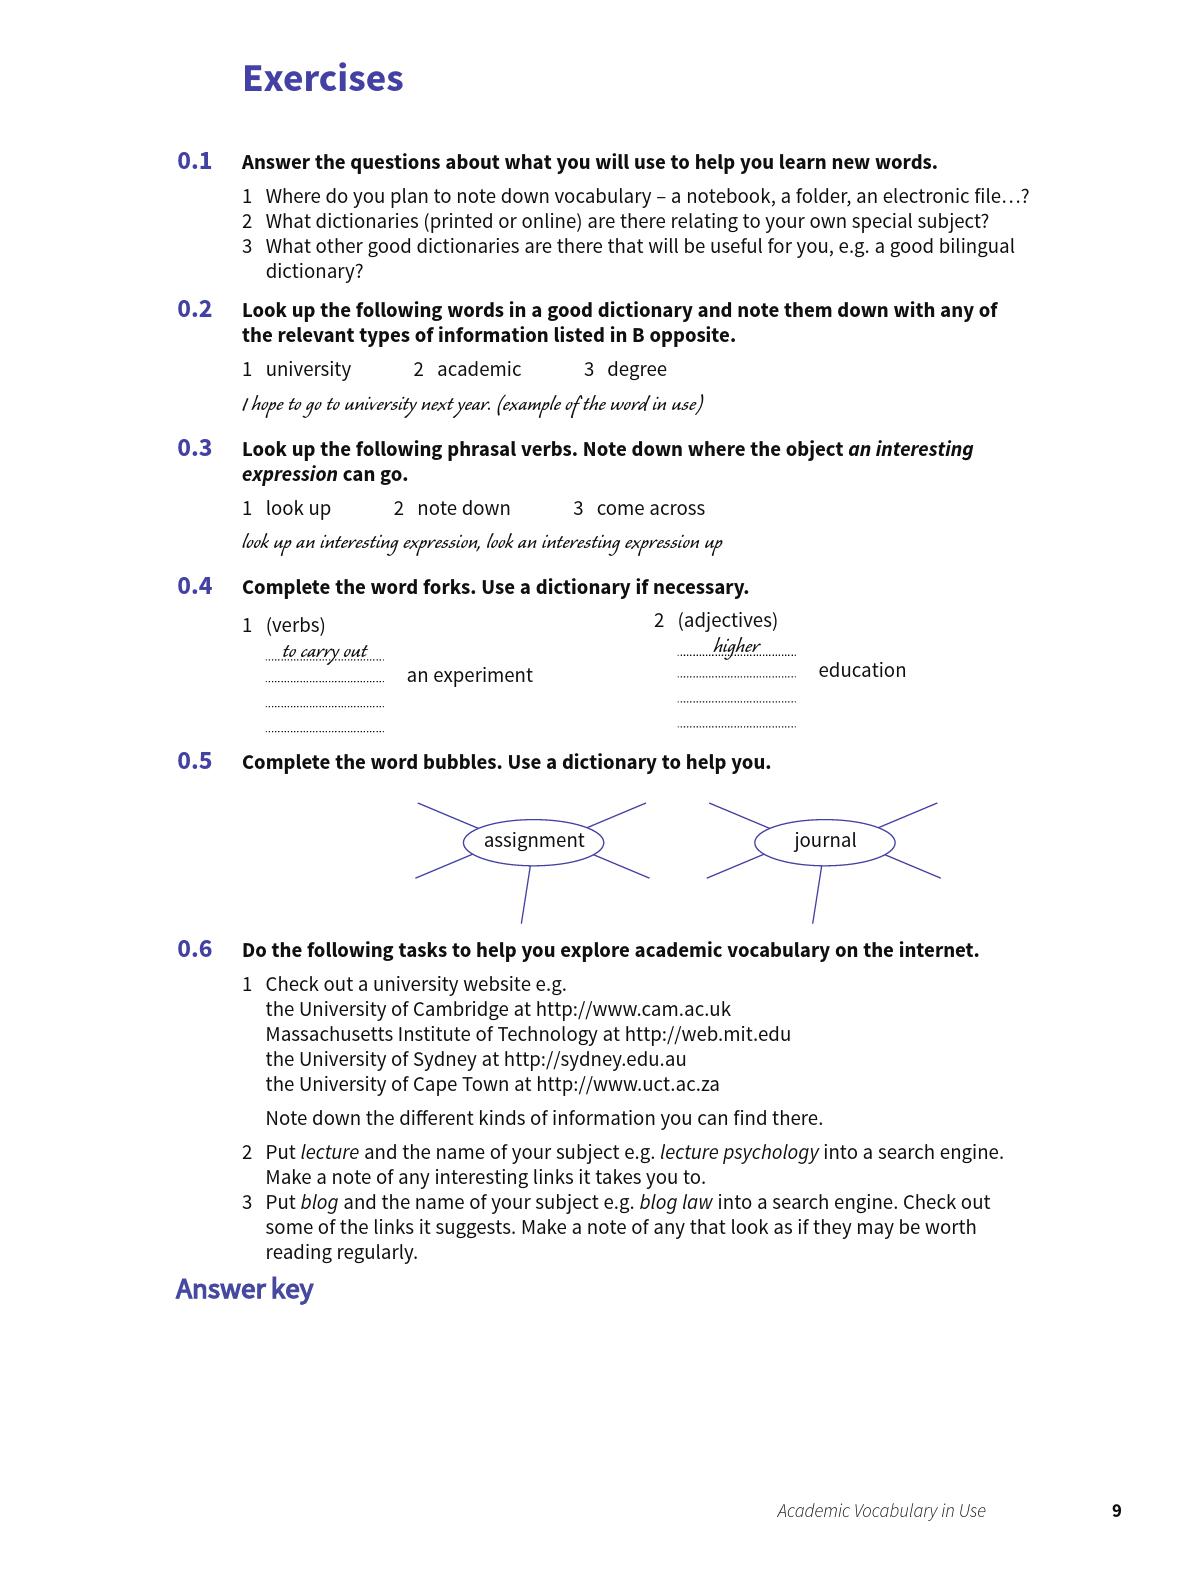 Exercises
0.1 Answer the questions about what you will use to help you learn new words.
1 Where do you plan to note down vocabulary – a notebook, a folder, an electronic file…?
2 What dictionaries (printed or online) are there relating to your own special subject?
3 What other good dictionaries are there that will be useful for you, e.g. a good bilingual
dictionary?
0.2 Look up the following words in a good dictionary and note them down with any of
the relevant types of information listed in B opposite.
1 university 2 academic 3 degree
I hope to go to university next year. (example of the word in use)
0.3 Look up the following phrasal verbs. Note down where the object an interesting
expression can go.
1 look up 2 note down 3 come across
look up an interesting expression, look an interesting expression up
0.4 Complete the word forks. Use a dictionary if necessary.
1 (verbs)
to carry out
an experiment
2 (adjectives)
higher
education
0.5 Complete the word bubbles. Use a dictionary to help you.
assignment
journal
0.6 Do the following tasks to help you explore academic vocabulary on the internet.
1 Check out a university website e.g.
the University of Cambridge at http://www.cam.ac.uk
Massachusetts Institute of Technology at http://web.mit.edu
the University of Sydney at http://sydney.edu.au
the University of Cape Town at http://www.uct.ac.za
Note down the different kinds of information you can find there.
2 Put lecture and the name of your subject e.g. lecture psychology into a search engine.
Make a note of any interesting links it takes you to.
3 Put blog and the name of your subject e.g. blog law into a search engine. Check out
some of the links it suggests. Make a note of any that look as if they may be worth
reading regularly.
Answer key
Academic Vocabulary in Use 9